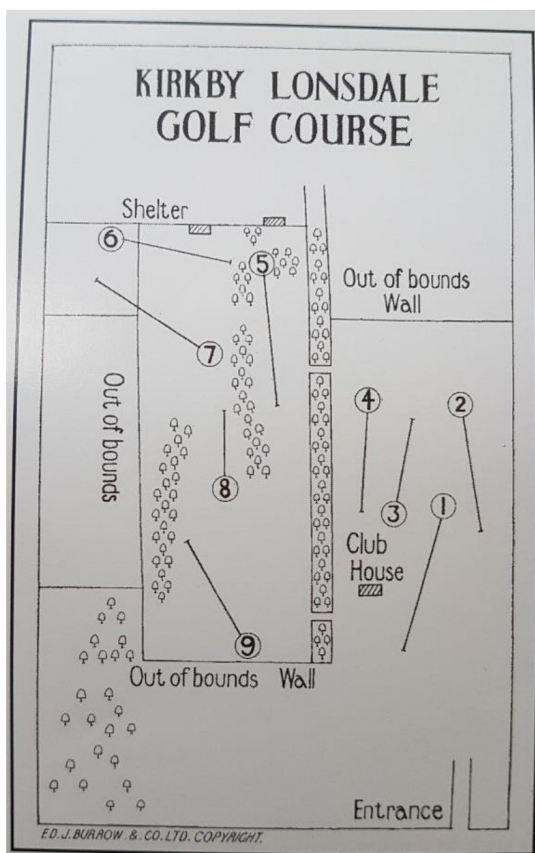 KIRKBY LONSDALE
GOLF COURSE
Shelter
6
5
Out of bounds
Wall
7
Out of bounds
4
2
8
3
1
Club
House
9
Out of bounds Wall
Entrance
ED. J. BURROW & CO. LTD. COPYRIGHT.